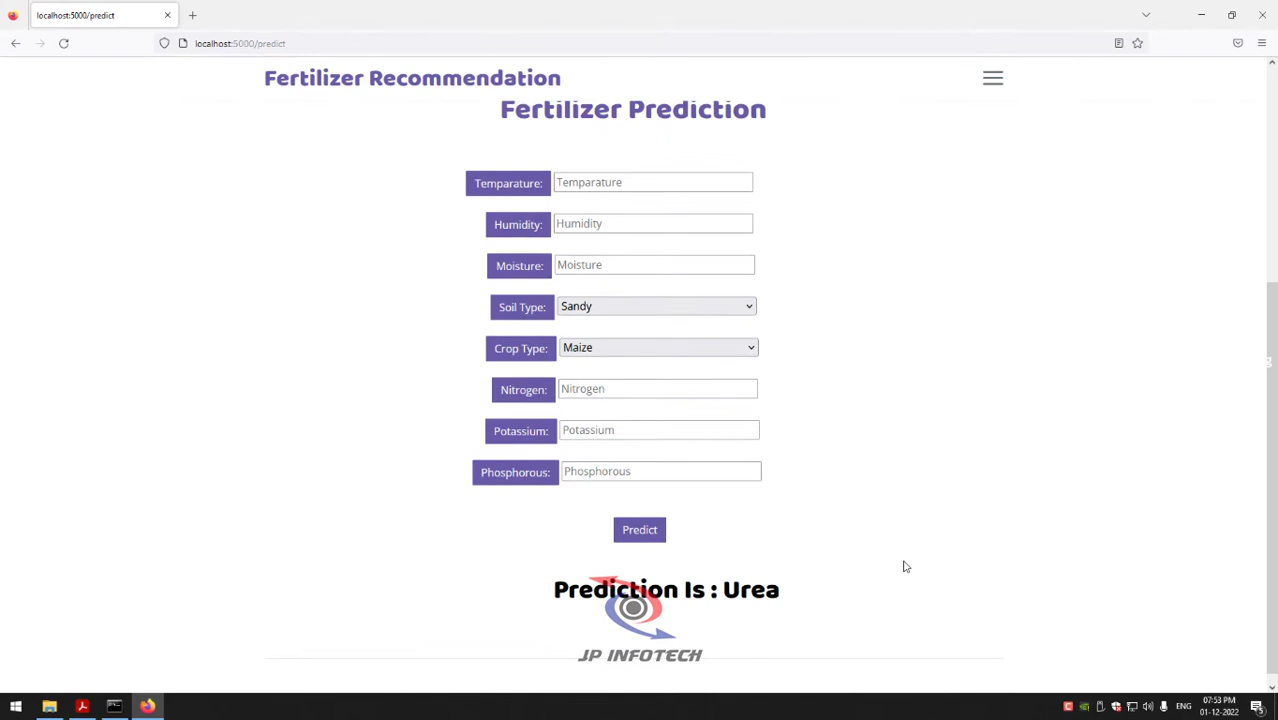 localhost:5000/predict
localhost:5000/predict
Fertilizer Recommendation
Fertilizer Prediction
Temparature: Temparature
Humidity: Humidity
Moisture: Moisture
Soil Type: Sandy
Crop Type: Maize
Nitrogen: Nitrogen
Potassium: Potassium
Phosphorous: Phosphorous
Predict
Prediction Is : Urea
JP INFOTECH
ENG
07:53 PM
01-12-2022